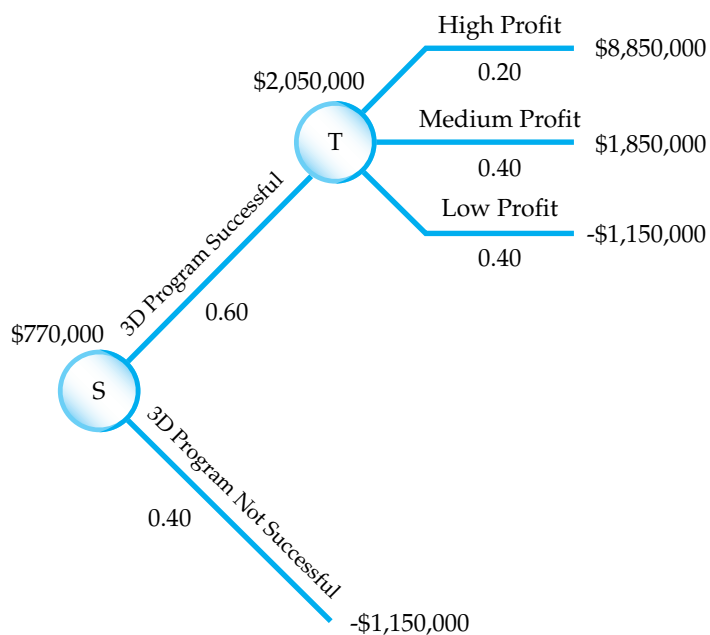 High Profit
$8,850,000
0.20
$2,050,000
T
Medium Profit
$1,850,000
0.40
Low Profit
-$1,150,000
0.40
3D Program Successful
0.60
$770,000
S
3D Program Not Successful
0.40
-$1,150,000